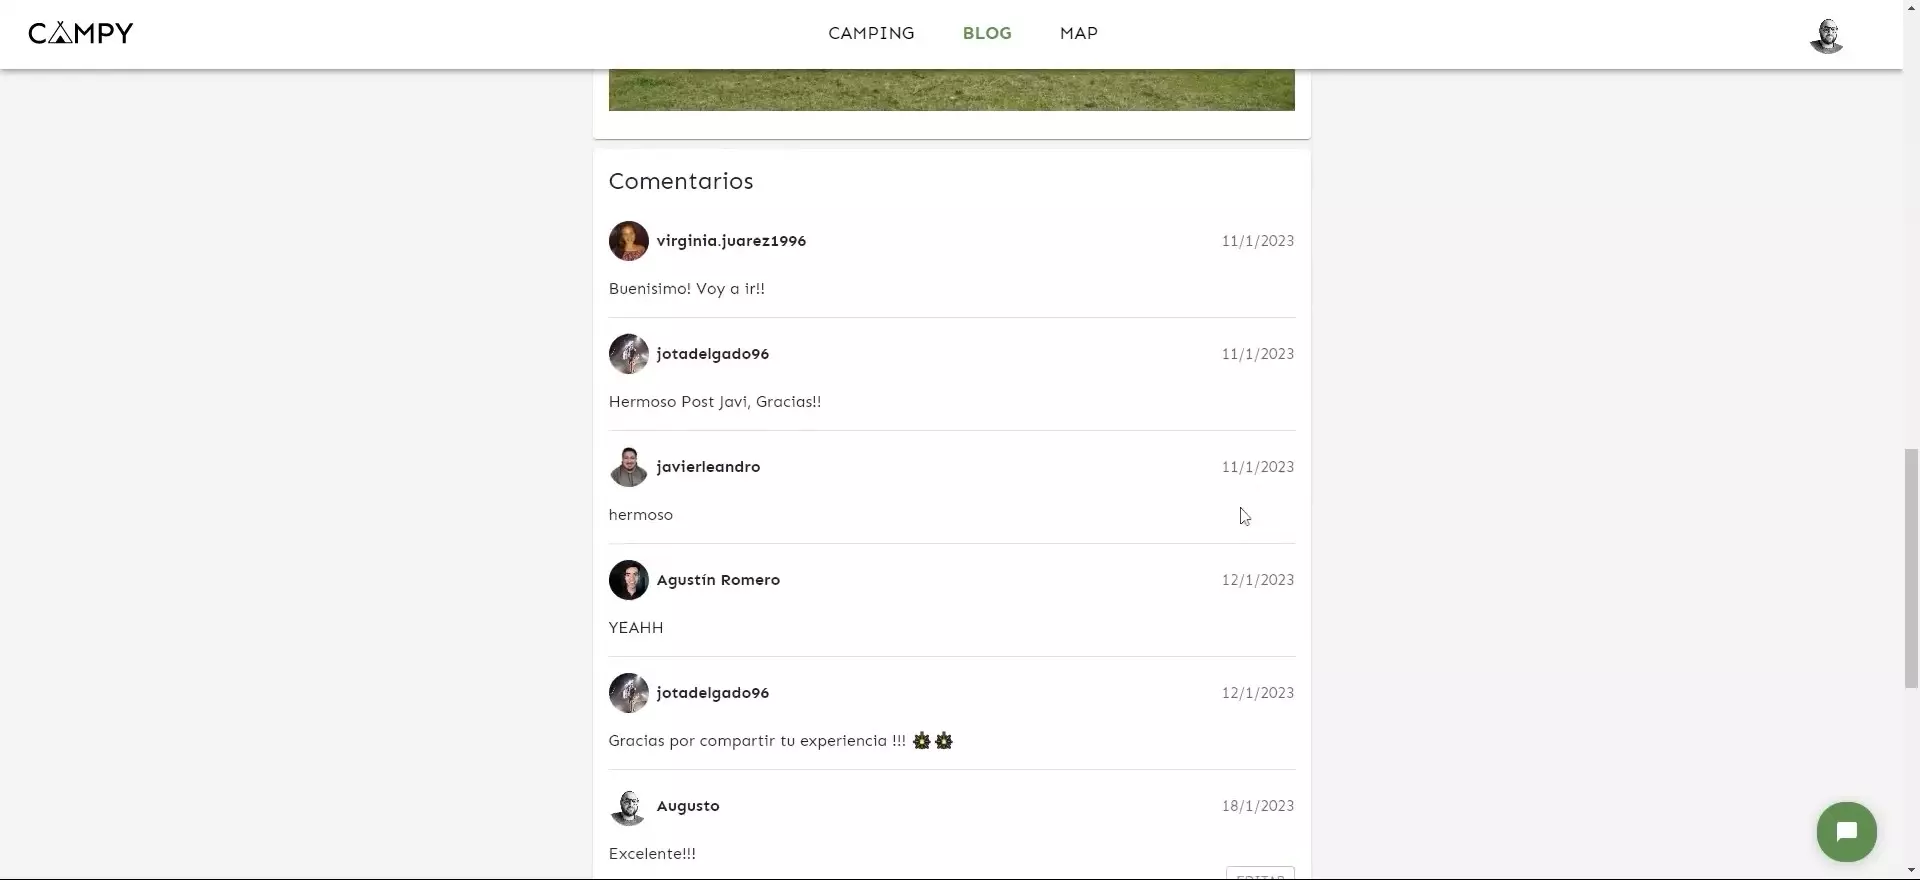 CAMPY
CAMPING
BLOG
MAP
Comentarios
virginia.juarez1996
11/1/2023
Buenisimo! Voy a ir!!
jotadelgado96
11/1/2023
Hermoso Post Javi, Gracias!!
javierleandro
11/1/2023
hermoso
Agustín Romero
12/1/2023
YEAHH
jotadelgado96
12/1/2023
Gracias por compartir tu experiencia !!!
Augusto
18/1/2023
Excelente!!!
EDITAR